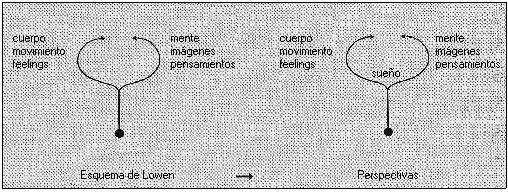 cuerpo
movimiento
feelings
mente
imágenes
pensamientos
cuerpo
movimiento
feelings
mente
imágenes
pensamientos
sueño
Esquema de Lowen → Perspectivas